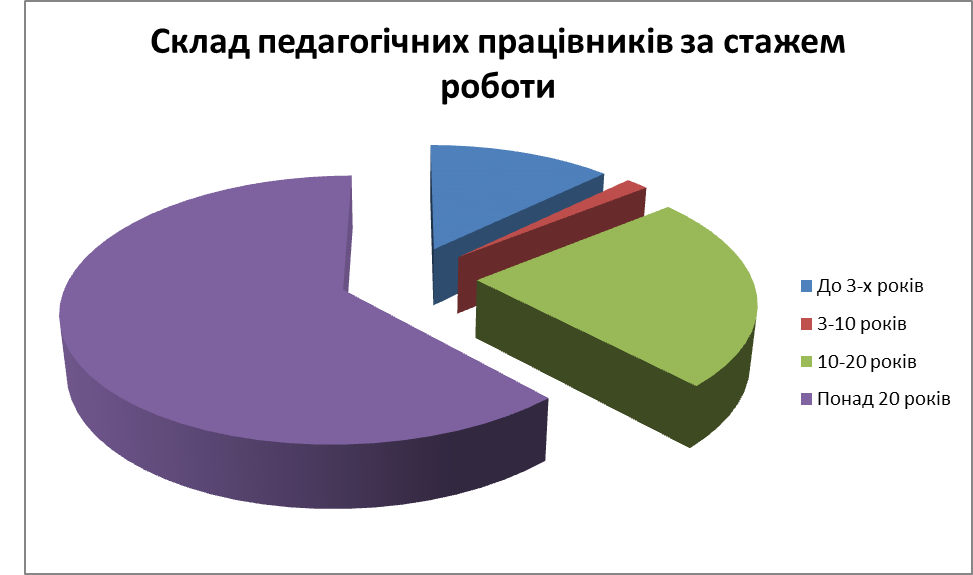 Склад педагогічних працівників за стажем
роботи
До 3-х років
3-10 років
10-20 років
Понад 20 років